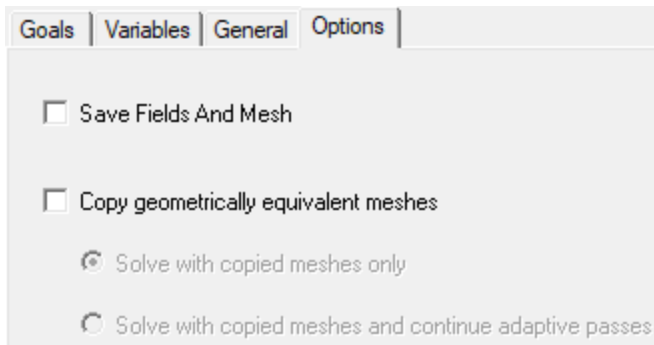 Goals Variables General Options
Save Fields And Mesh
Copy geometrically equivalent meshes
Solve with copied meshes only
Solve with copied meshes and continue adaptive passes